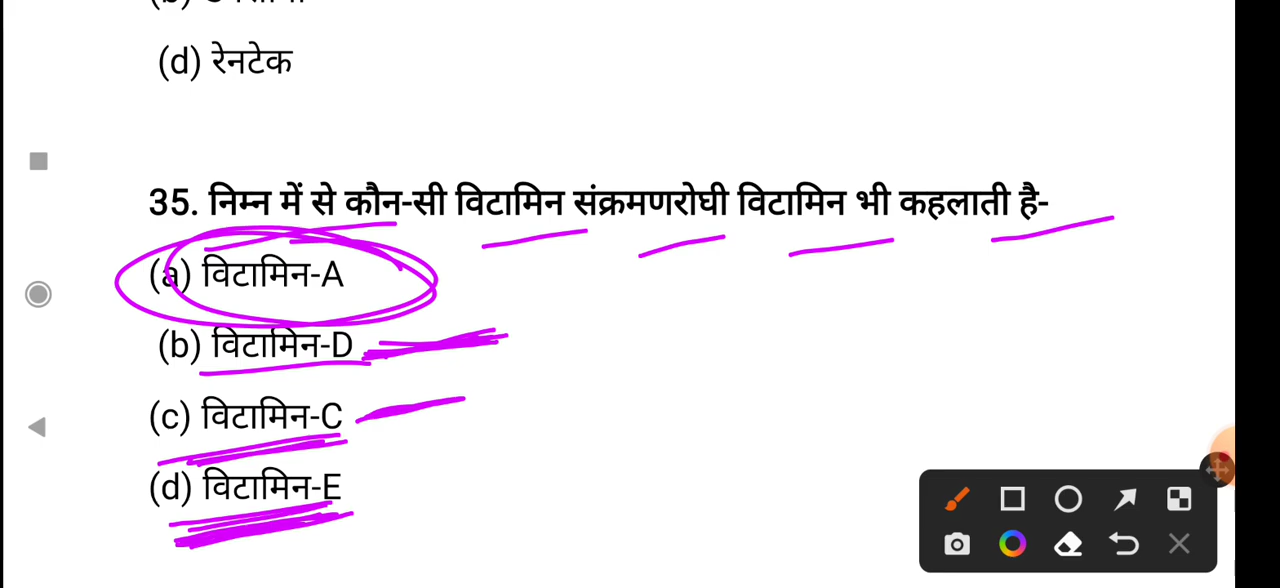 (d) रेनटेक
35. निम्न में से कौन-सी विटामिन संक्रमणरोघी विटामिन भी कहलाती है-
(a) विटामिन-A
(b) विटामिन-D
(c) विटामिन-C
(d) विटामिन-E